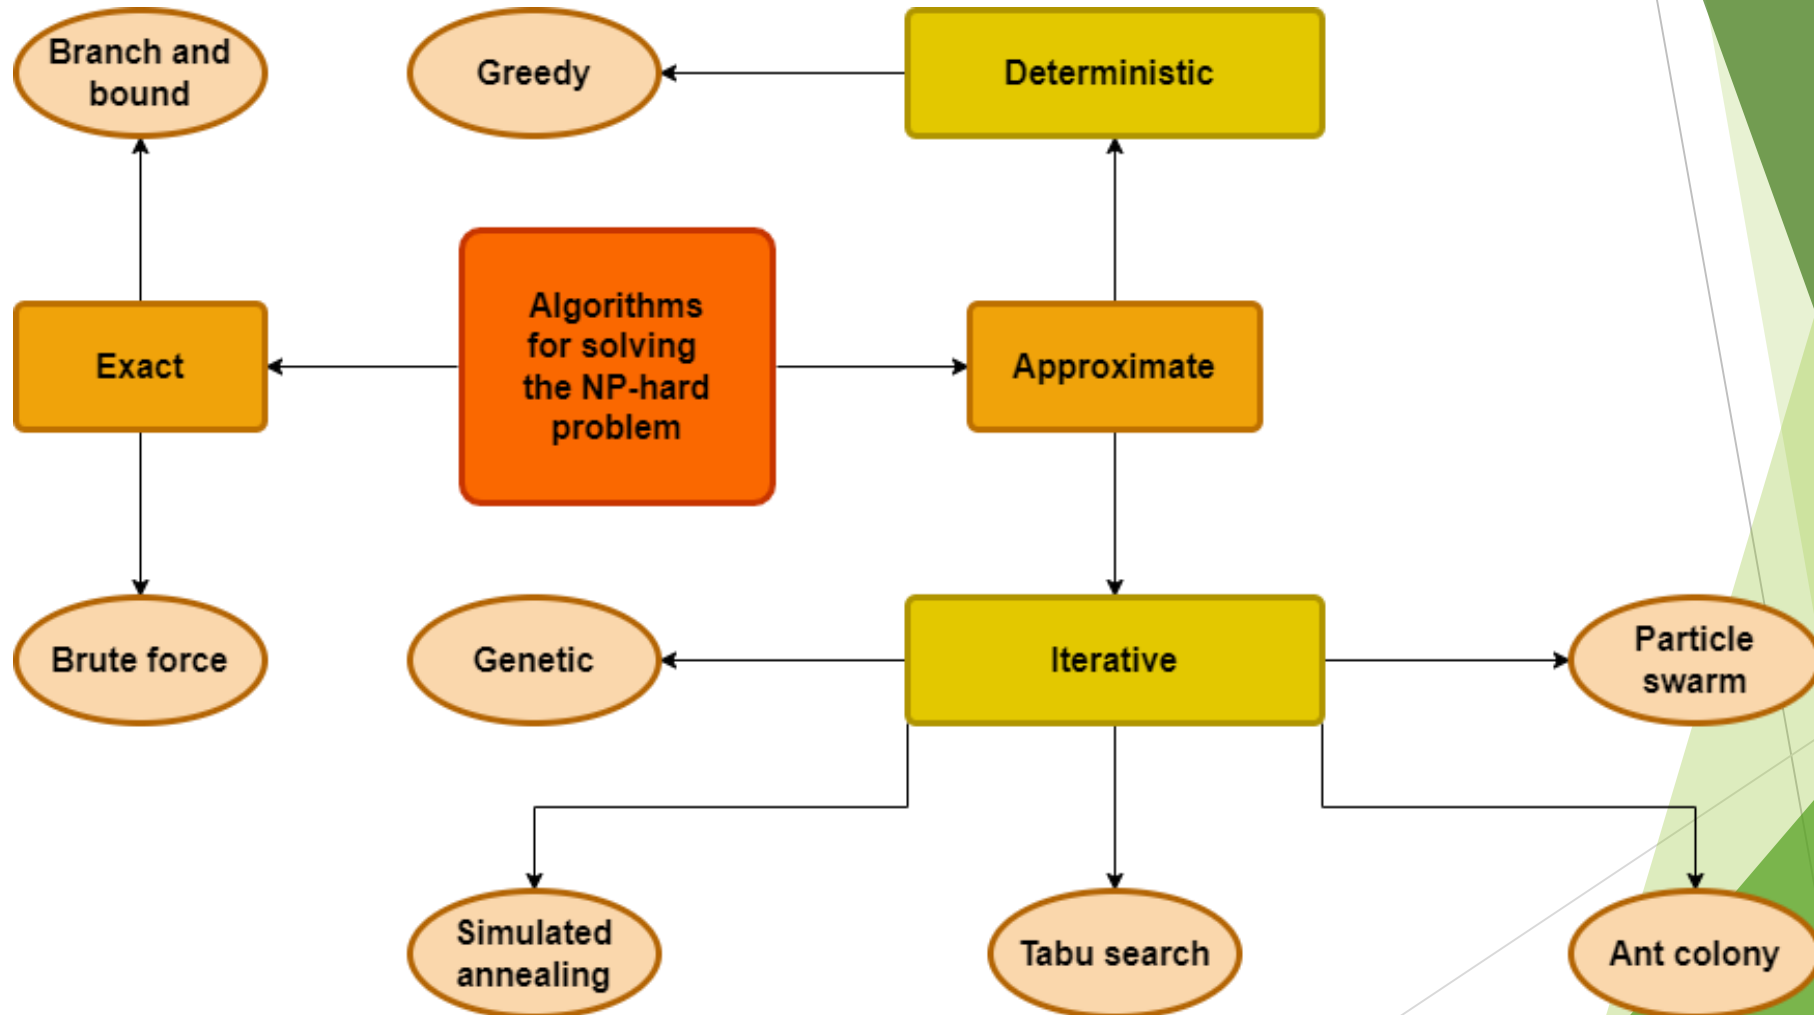 Branch and
bound
Greedy
Deterministic
Exact
Algorithms
for solving
the NP-hard
problem
Approximate
Brute force
Genetic
Iterative
Particle
swarm
Simulated
annealing
Tabu search
Ant colony